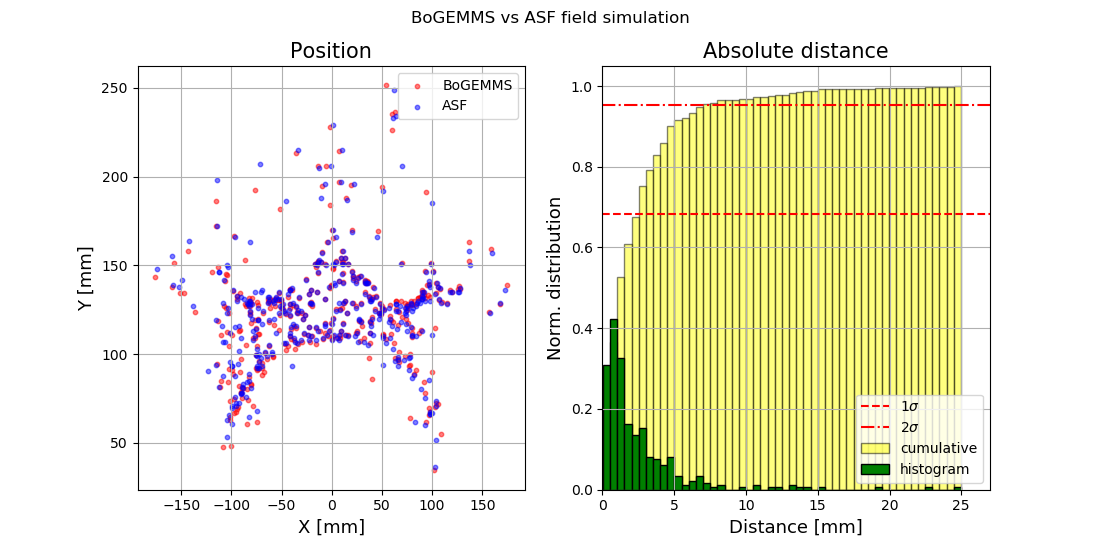 BoGEMMS vs ASF field simulation
Position
250
200
150
100
50
Y [mm]
−150
−100
−50
0
50
100
150
X [mm]
BoGEMMS
ASF
Absolute distance
1.0
0.8
0.6
0.4
0.2
0.0
Norm. distribution
0
5
10
15
20
25
Distance [mm]
1σ
2σ
cumulative
histogram